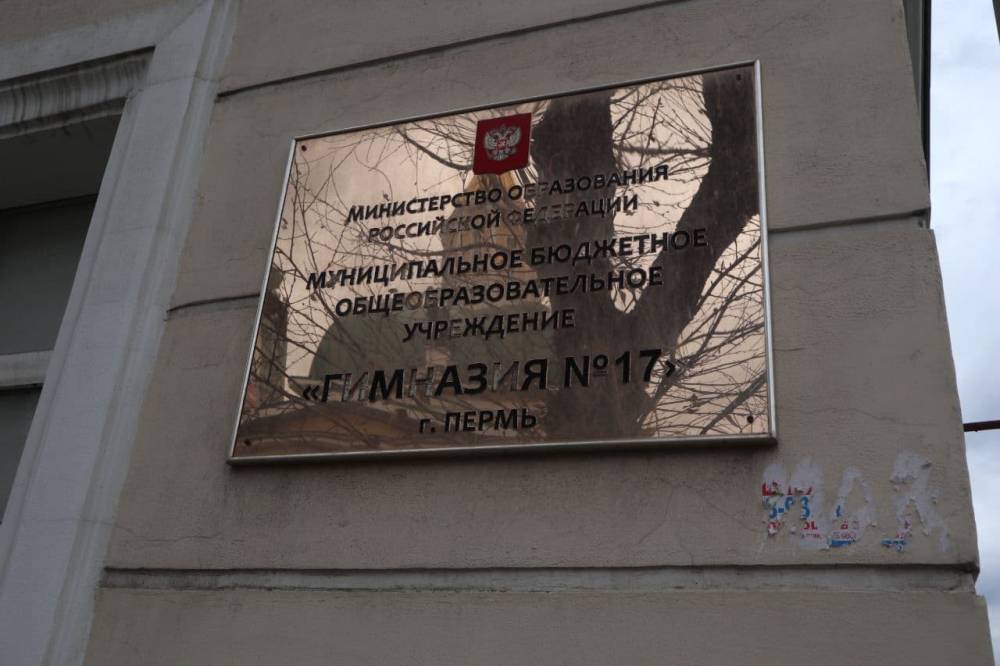 МИНИСТЕРСТВО ОБРАЗОВАНИЯ
РОССИЙСКОЙ ФЕДЕРАЦИИ
МУНИЦИПАЛЬНОЕ БЮДЖЕТНОЕ
ОБЩЕОБРАЗОВАТЕЛЬНОЕ
УЧРЕЖДЕНИЕ
«ГИМНАЗИЯ №17»
г. ПЕРМЬ